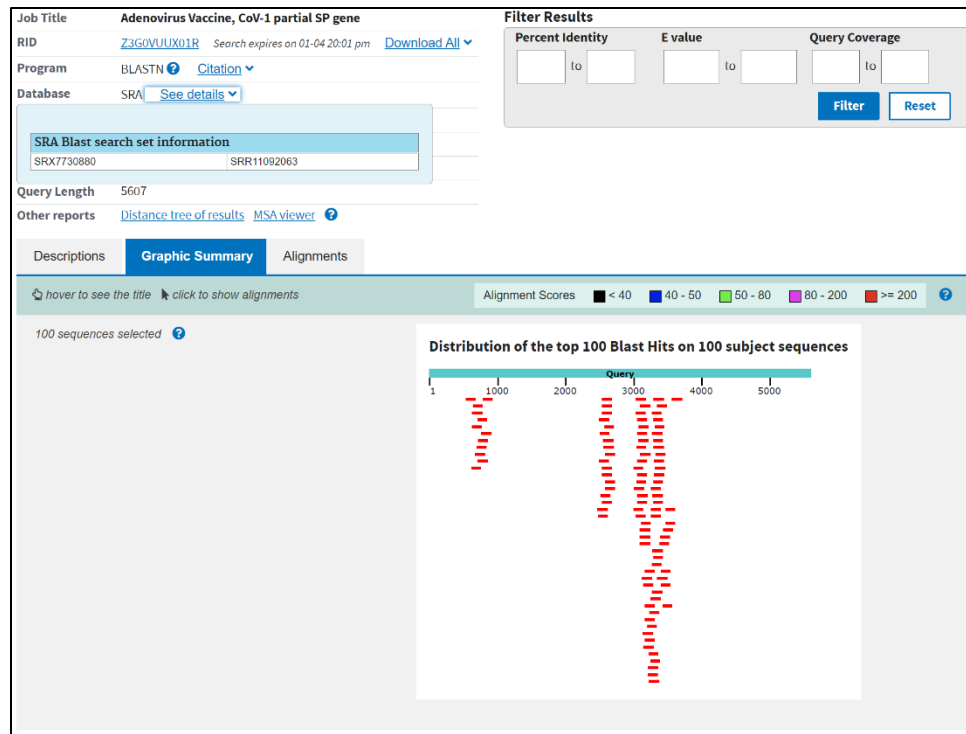 Job Title Adenovirus Vaccine, CoV-1 partial SP gene
RID Z3G0VUUX01R Search expires on 01-04 20:01 pm Download All
Program BLASTN Citation
Database SRA See details
SRA Blast search set information
SRX7730880 SRR11092063
Query Length 5607
Other reports Distance tree of results MSA viewer
Filter Results
Percent Identity E value Query Coverage
to to to
Filter Reset
Descriptions Graphic Summary Alignments
hover to see the title click to show alignments
Alignment Scores < 40 40 - 50 50 - 80 80 - 200 >= 200
100 sequences selected
Distribution of the top 100 Blast Hits on 100 subject sequences
Query
1 1000 2000 3000 4000 5000